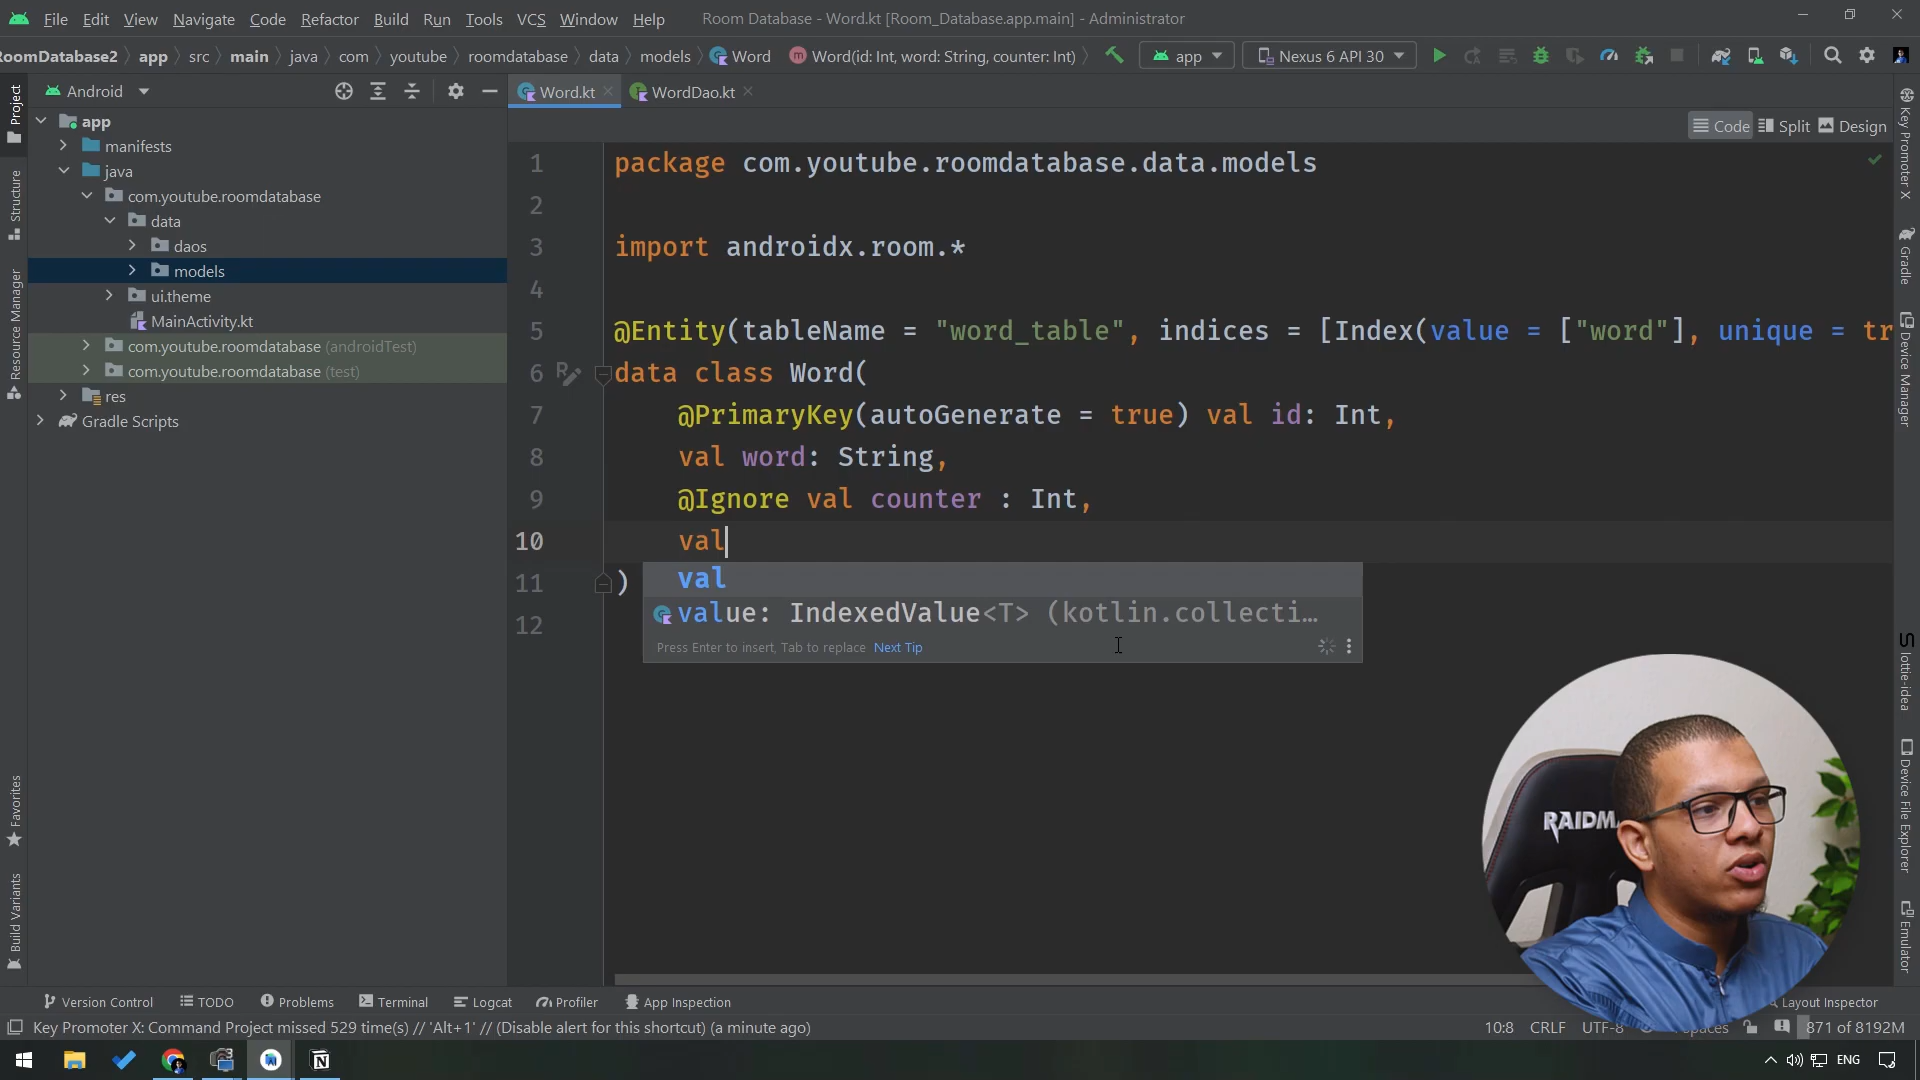 File Edit View Navigate Code Refactor Build Run Tools VCS Window Help Room Database - Word.kt [Room_Database.app.main] - Administrator
RoomDatabase2 app src main java com youtube roomdatabase data models Word Word(id: Int, word: String, counter: Int) app Nexus 6 API 30
Android
Word.kt WordDao.kt
Code Split Design
Project
Structure
Resource Manager
Favorites
Build Variants
app
manifests
java
com.youtube.roomdatabase
data
daos
models
ui.theme
MainActivity.kt
com.youtube.roomdatabase (androidTest)
com.youtube.roomdatabase (test)
res
Gradle Scripts
1 package com.youtube.roomdatabase.data.models
2
3 import androidx.room.*
4
5 @Entity(tableName = "word_table", indices = [Index(value = ["word"], unique = tr
6 data class Word(
7 @PrimaryKey(autoGenerate = true) val id: Int,
8 val word: String,
9 @Ignore val counter : Int,
10 val
11 )
12
val
value: IndexedValue<T> (kotlin.collecti...
Press Enter to insert, Tab to replace Next Tip
Key Promoter X
Gradle
Device Manager
lottie-idea
Device File Explorer
Emulator
RAIDM
Version Control TODO Problems Terminal Logcat Profiler App Inspection Layout Inspector
Key Promoter X: Command Project missed 529 time(s) // 'Alt+1' // (Disable alert for this shortcut) (a minute ago) 10:8 CRLF UTF-8 spaces 871 of 8192M
ENG